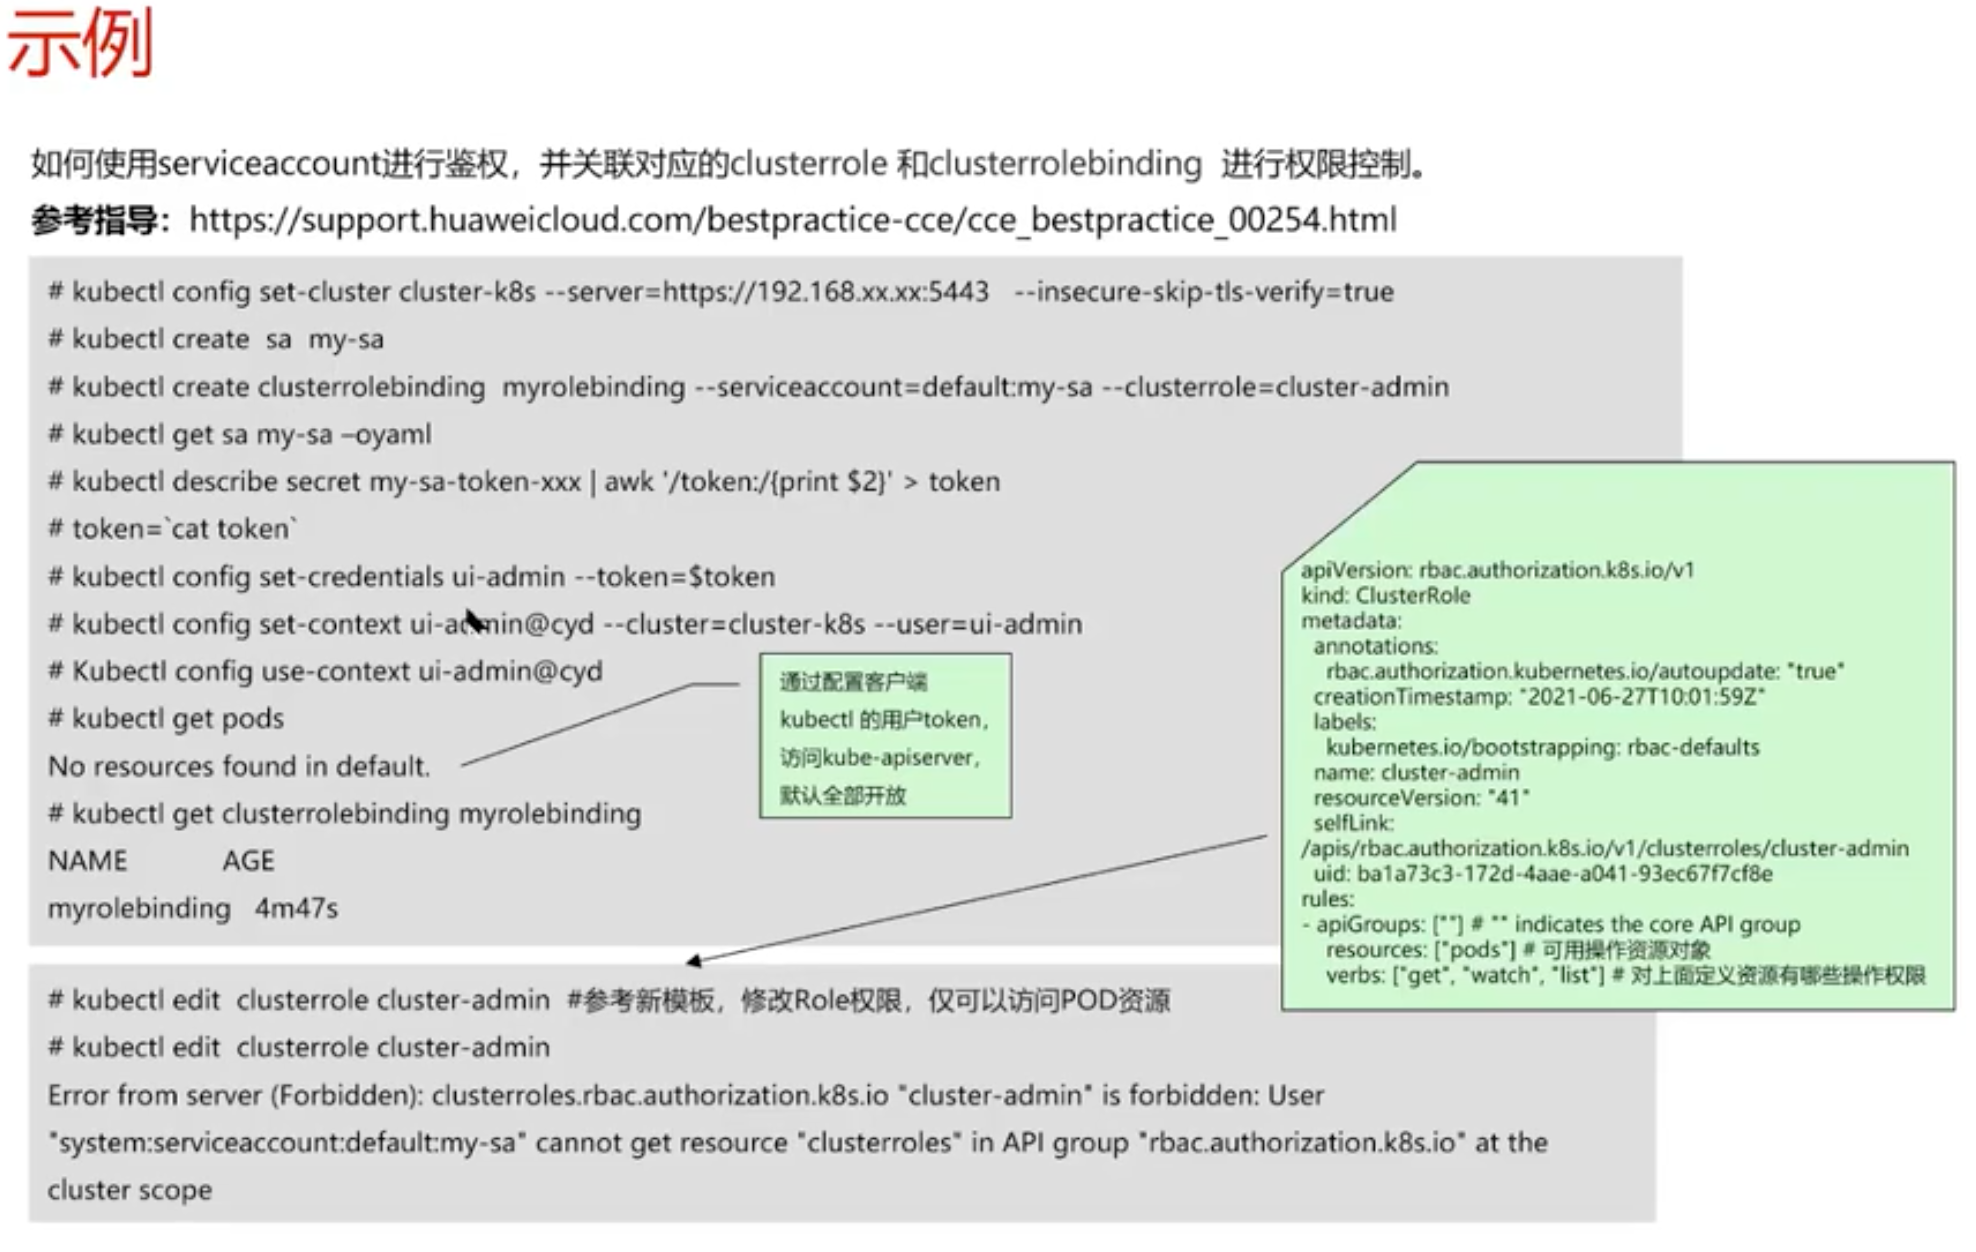 示例
如何使用serviceaccount进行鉴权，并关联对应的clusterrole 和clusterrolebinding 进行权限控制。
参考指导：https://support.huaweicloud.com/bestpractice-cce/cce_bestpractice_00254.html
# kubectl config set-cluster cluster-k8s --server=https://192.168.xx.xx:5443 --insecure-skip-tls-verify=true
# kubectl create sa my-sa
# kubectl create clusterrolebinding myrolebinding --serviceaccount=default:my-sa --clusterrole=cluster-admin
# kubectl get sa my-sa –oyaml
# kubectl describe secret my-sa-token-xxx | awk '/token:/{print $2}' > token
# token=`cat token`
# kubectl config set-credentials ui-admin --token=$token
# kubectl config set-context ui-admin@cyd --cluster=cluster-k8s --user=ui-admin
# Kubectl config use-context ui-admin@cyd
# kubectl get pods
No resources found in default.
# kubectl get clusterrolebinding myrolebinding
NAME AGE
myrolebinding 4m47s
通过配置客户端
kubectl 的用户token，
访问kube-apiserver，
默认全部开放
apiVersion: rbac.authorization.k8s.io/v1
kind: ClusterRole
metadata:
annotations:
rbac.authorization.kubernetes.io/autoupdate: "true"
creationTimestamp: "2021-06-27T10:01:59Z"
labels:
kubernetes.io/bootstrapping: rbac-defaults
name: cluster-admin
resourceVersion: "41"
selfLink:
/apis/rbac.authorization.k8s.io/v1/clusterroles/cluster-admin
uid: ba1a73c3-172d-4aae-a041-93ec67f7cf8e
rules:
- apiGroups: [""] # "" indicates the core API group
resources: ["pods"] # 可用操作资源对象
verbs: ["get", "watch", "list"] # 对上面定义资源有哪些操作权限
# kubectl edit clusterrole cluster-admin #参考新模板，修改Role权限，仅可以访问POD资源
# kubectl edit clusterrole cluster-admin
Error from server (Forbidden): clusterroles.rbac.authorization.k8s.io "cluster-admin" is forbidden: User
"system:serviceaccount:default:my-sa" cannot get resource "clusterroles" in API group "rbac.authorization.k8s.io" at the
cluster scope